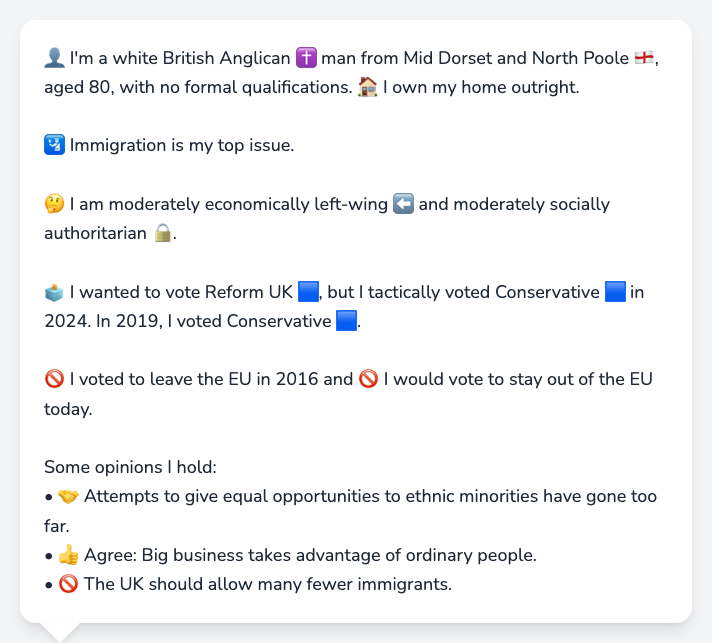 👤 I'm a white British Anglican ✝️ man from Mid Dorset and North Poole 🏴󠁧󠁢󠁥󠁮󠁧󠁿,
aged 80, with no formal qualifications. 🏠 I own my home outright.
🛂 Immigration is my top issue.
🤔 I am moderately economically left-wing ⬅️ and moderately socially
authoritarian 🔒.
🗳️ I wanted to vote Reform UK 🟦, but I tactically voted Conservative 🟦 in
2024. In 2019, I voted Conservative 🟦.
🚫 I voted to leave the EU in 2016 and 🚫 I would vote to stay out of the EU
today.
Some opinions I hold:
• 🤝 Attempts to give equal opportunities to ethnic minorities have gone too
far.
• 👍 Agree: Big business takes advantage of ordinary people.
• 🚫 The UK should allow many fewer immigrants.